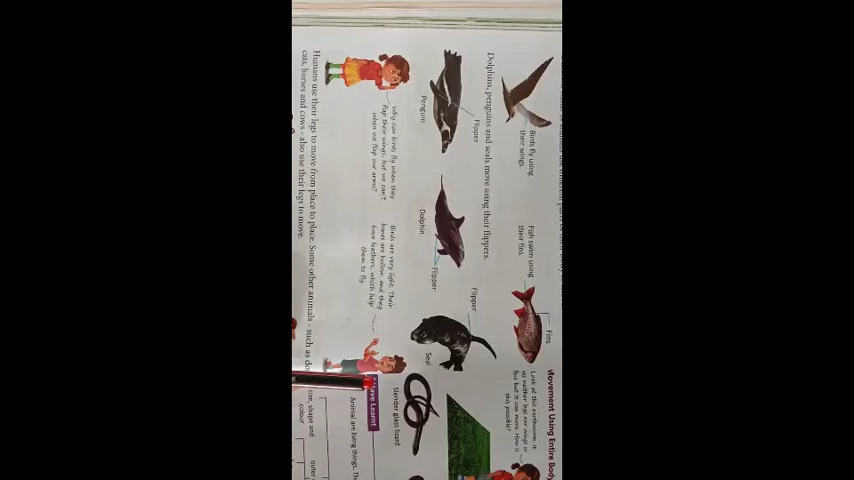 Birds fly using
their wings.
Fish swim using
their fins.
Fins
Dolphins, penguins and seals move using their flippers.
Flipper
Penguin
Dolphin
Flipper
Flipper
Seal
Why can birds fly when they
flap their wings, but we can't
when we flap our arms?
Birds are very light. Their
bones are hollow, and they
have feathers, which help
them to fly.
Humans use their legs to move from place to place. Some other animals - such as
cats, horses and cows - also use their legs to move.
Movement Using Entire Body
Look at this earthworm. It
has neither legs nor wings or
fins but it can move. How is
this possible?
Slender glass lizard
Have Learnt
Animal are living things.
size, shape and
colour
outer